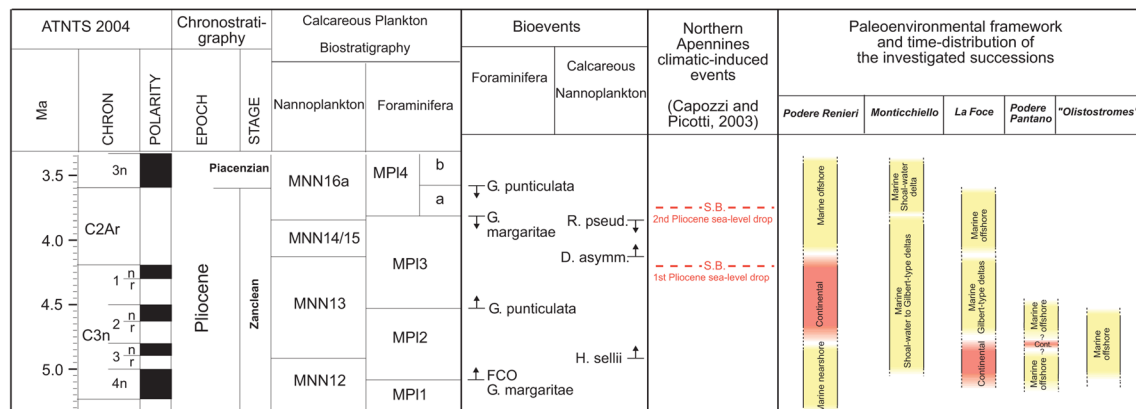 ATNTS 2004
Chronostrati-
graphy
Calcareous Plankton
Biostratigraphy
Bioevents
Northern
Apennines
climatic-induced
events
(Capozzi and
Picotti, 2003)
Paleoenvironmental framework
and time-distribution of
the investigated successions
Ma
CHRON
POLARITY
EPOCH
STAGE
Nannoplankton
Foraminifera
Foraminifera
Calcareous
Nannoplankton
Podere Renieri
Monticchiello
La Foce
Podere
Pantano
"Olistostromes"
3.5
4.0
4.5
5.0
3n
C2Ar
1
n
r
2
n
r
C3n
3
n
r
4n
Pliocene
Piacenzian
Zanclean
MNN16a
MNN14/15
MNN13
MNN12
MPl4
b
a
MPl3
MPl2
MPl1
G. punticulata
G.
margaritae
G. punticulata
FCO
G. margaritae
R. pseud.
D. asymm.
H. sellii
S.B.
2nd Pliocene sea-level drop
S.B.
1st Pliocene sea-level drop
Marine offshore
Continental
Marine nearshore
Marine
Shoal-water
delta
Marine
Shoal-water to Gilbert-type deltas
Marine
offshore
Marine
Gilbert-type deltas
Continental
Marine
offshore
?
Cont.
?
Marine
offshore
Marine
offshore